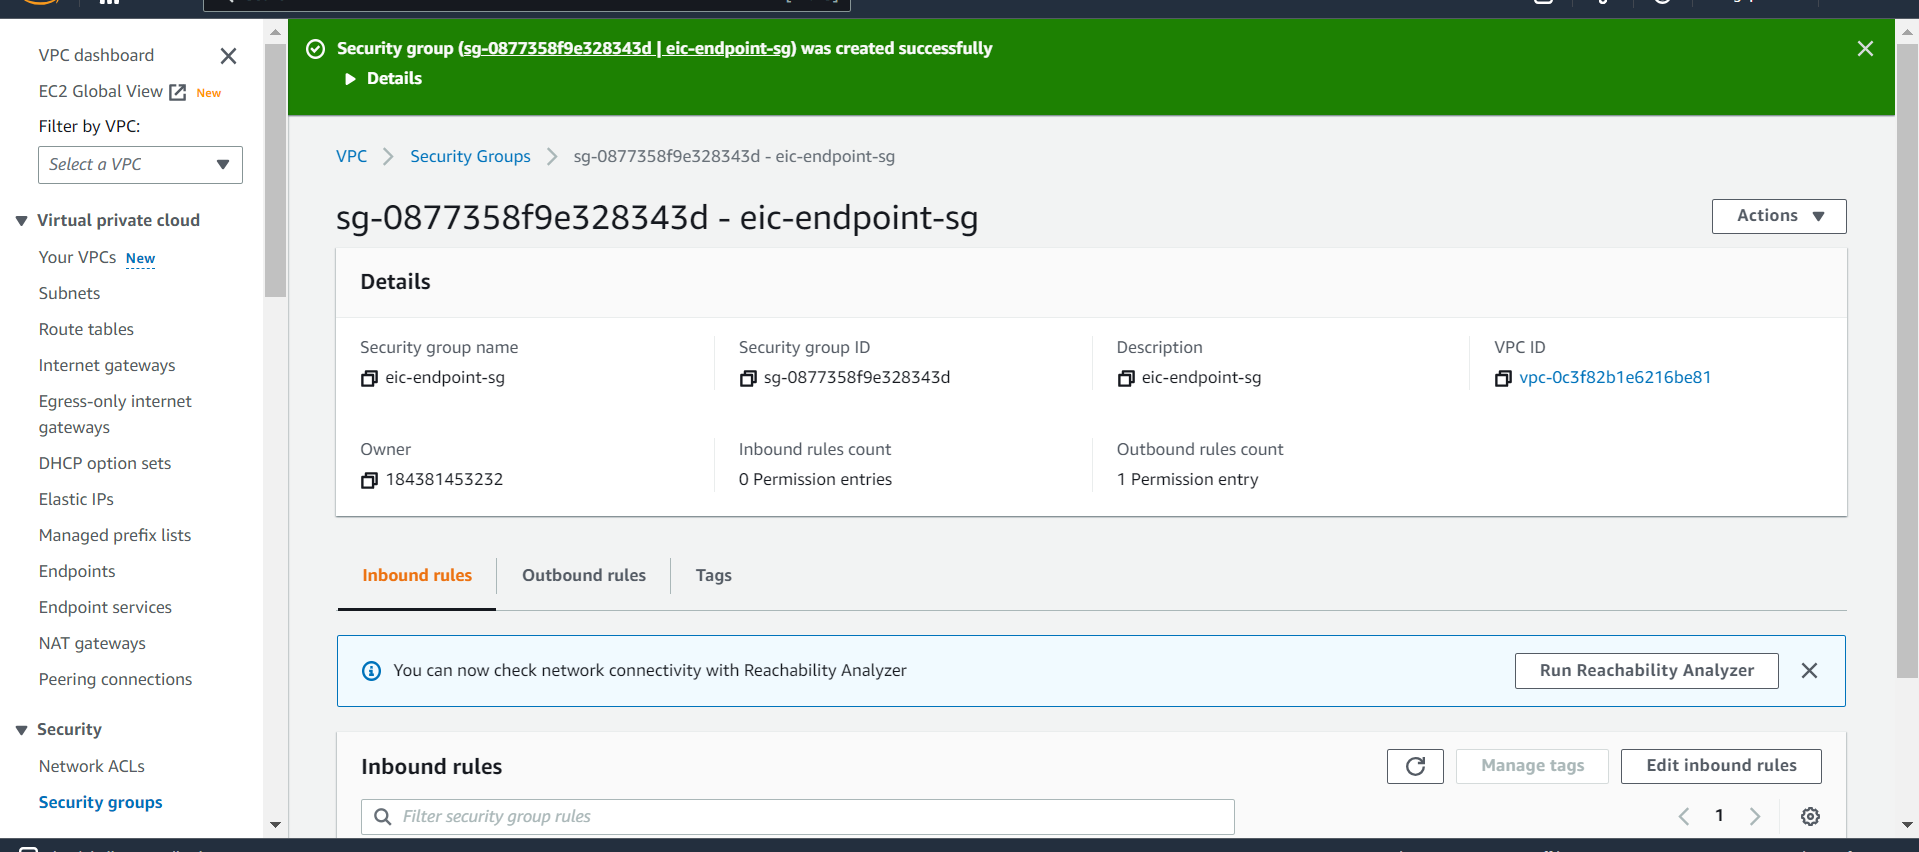 VPC dashboard
EC2 Global View New
Filter by VPC:
Select a VPC
Virtual private cloud
Your VPCs New
Subnets
Route tables
Internet gateways
Egress-only internet
gateways
DHCP option sets
Elastic IPs
Managed prefix lists
Endpoints
Endpoint services
NAT gateways
Peering connections
Security
Network ACLs
Security groups
Security group (sg-0877358f9e328343d | eic-endpoint-sg) was created successfully
Details
VPC Security Groups sg-0877358f9e328343d - eic-endpoint-sg
sg-0877358f9e328343d - eic-endpoint-sg
Actions
Details
Security group name
eic-endpoint-sg
Security group ID
sg-0877358f9e328343d
Description
eic-endpoint-sg
VPC ID
vpc-0c3f82b1e6216be81
Owner
184381453232
Inbound rules count
0 Permission entries
Outbound rules count
1 Permission entry
Inbound rules Outbound rules Tags
You can now check network connectivity with Reachability Analyzer
Run Reachability Analyzer
Inbound rules
Manage tags
Edit inbound rules
Filter security group rules
1